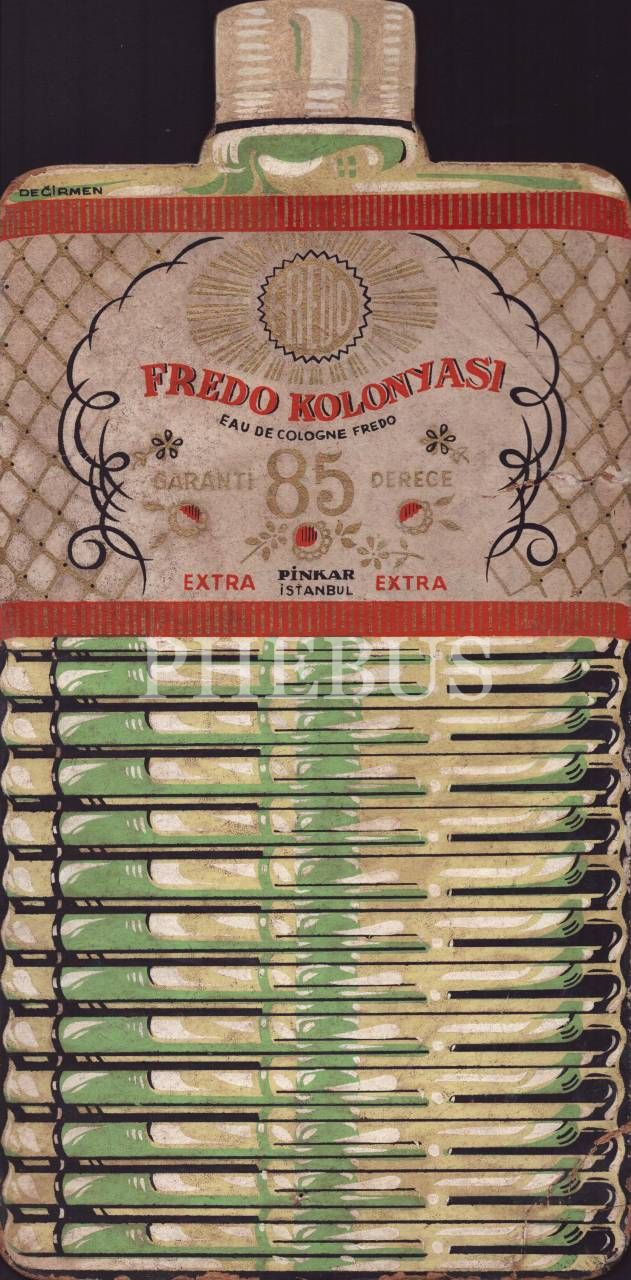 DEĞİRMEN
FREDO
FREDO KOLONYASI
EAU DE COLOGNE FREDO
GARANTİ 85 DERECE
EXTRA PİNKAR EXTRA
İSTANBUL
PHEBUS